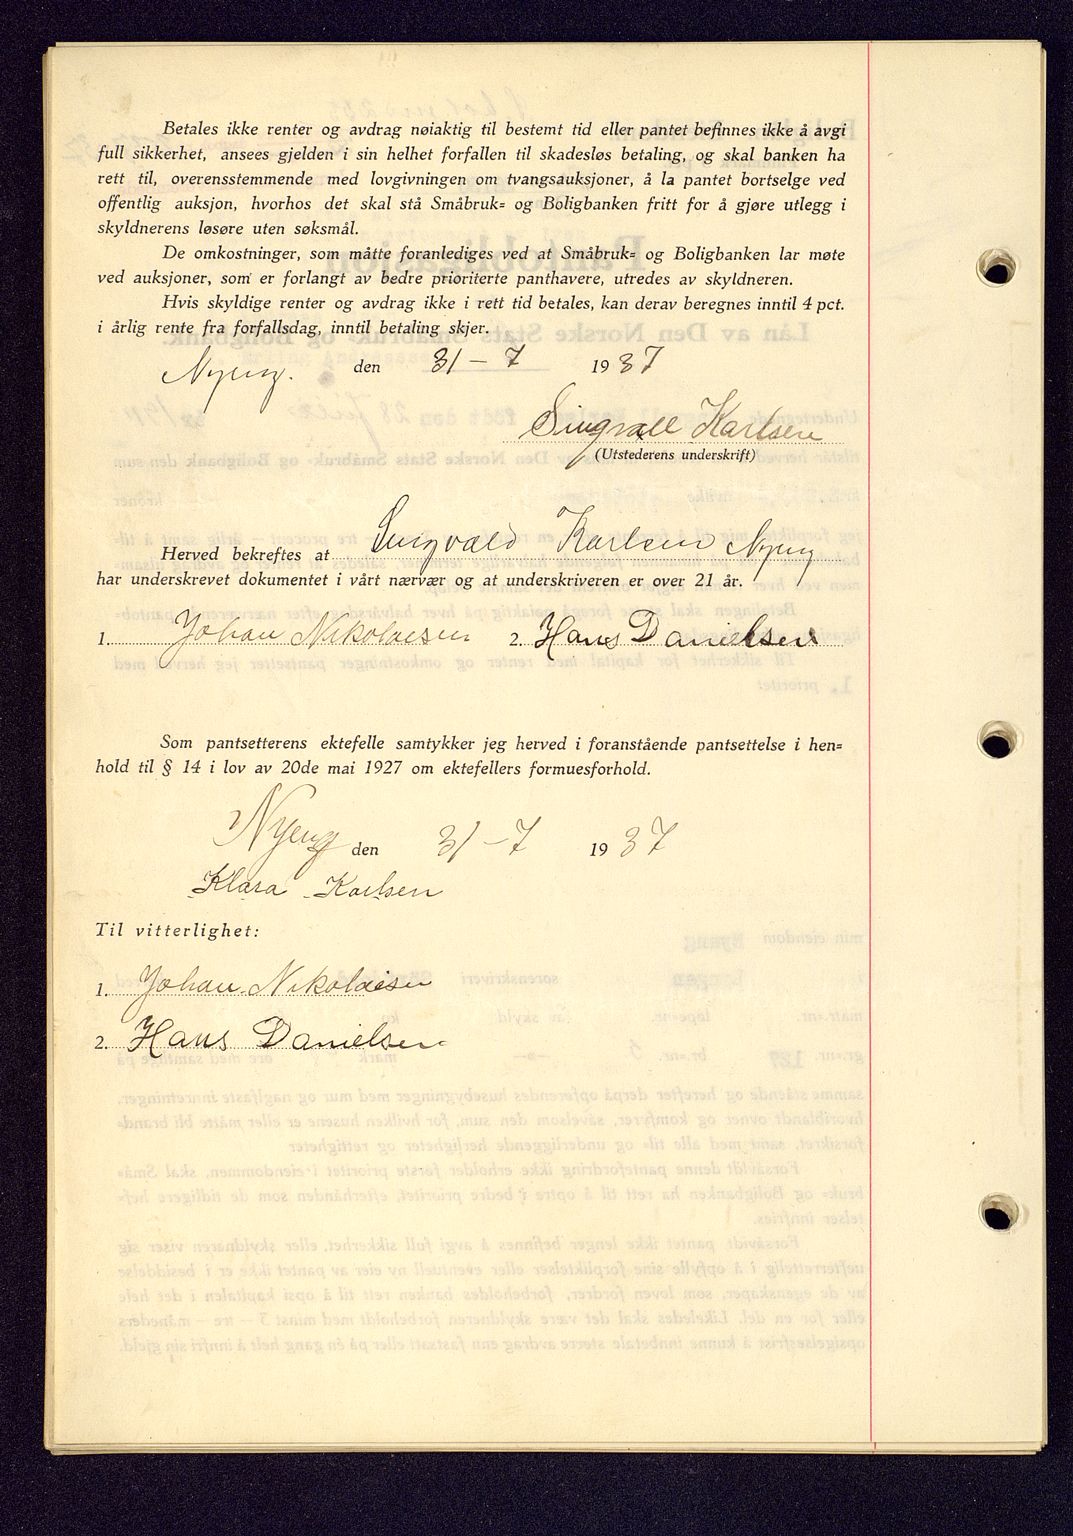 Betales ikke renter og avdrag nøiaktig til bestemt tid eller pantet befinnes ikke å avgi
full sikkerhet, ansees gjelden i sin helhet forfallen til skadesløs betaling, og skal banken ha
rett til, overensstemmende med lovgivningen om tvangsauksjoner, å la pantet bortselge ved
offentlig auksjon, hvorhos det skal stå Småbruk= og Boligbanken fritt for å gjøre utlegg i
skyldnerens løsøre uten søksmål.
De omkostninger, som måtte foranlediges ved at Småbruk= og Boligbanken lar møte
ved auksjoner, som er forlangt av bedre prioriterte panthavere, utredes av skyldneren.
Hvis skyldige renter og avdrag ikke i rett tid betales, kan derav beregnes inntil 4 pct.
i årlig rente fra forfallsdag, inntil betaling skjer.
Nyeng. den 31-7 1937
Singvall Karlsen
(Utstederens underskrift)
Herved bekreftes at Singvald Karlsen Nyeng
har underskrevet dokumentet i vårt nærvær og at underskriveren er over 21 år.
1. Johan Nikolaisen 2. Hans Danielsen
Som pantsetterens ektefelle samtykker jeg herved i foranstående pantsettelse i hen=
hold til § 14 i lov av 20de mai 1927 om ektefellers formuesforhold.
Nyeng den 31-7 1937
Klara Karlsen
Til vitterlighet:
1. Johan Nikolaisen
2. Hans Danielsen